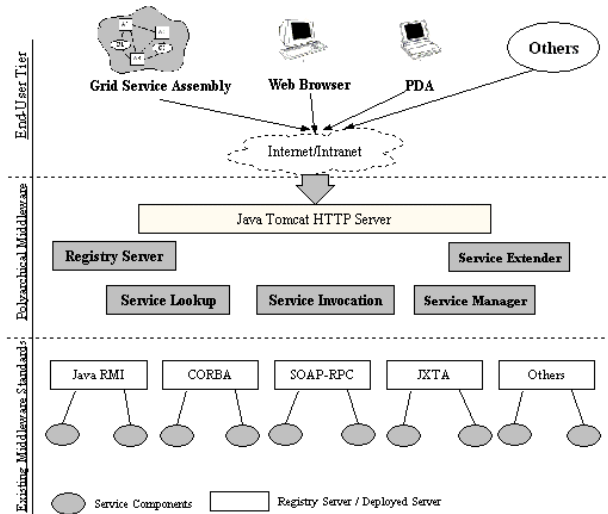 End-User Tier
Grid Service Assembly
Web Browser
PDA
Others
Internet/Intranet
Polyarchical Middleware
Java Tomcat HTTP Server
Registry Server
Service Extender
Service Lookup
Service Invocation
Service Manager
Existing Middleware Standards
Java RMI
CORBA
SOAP-RPC
JXTA
Others
Service Components
Registry Server / Deployed Server